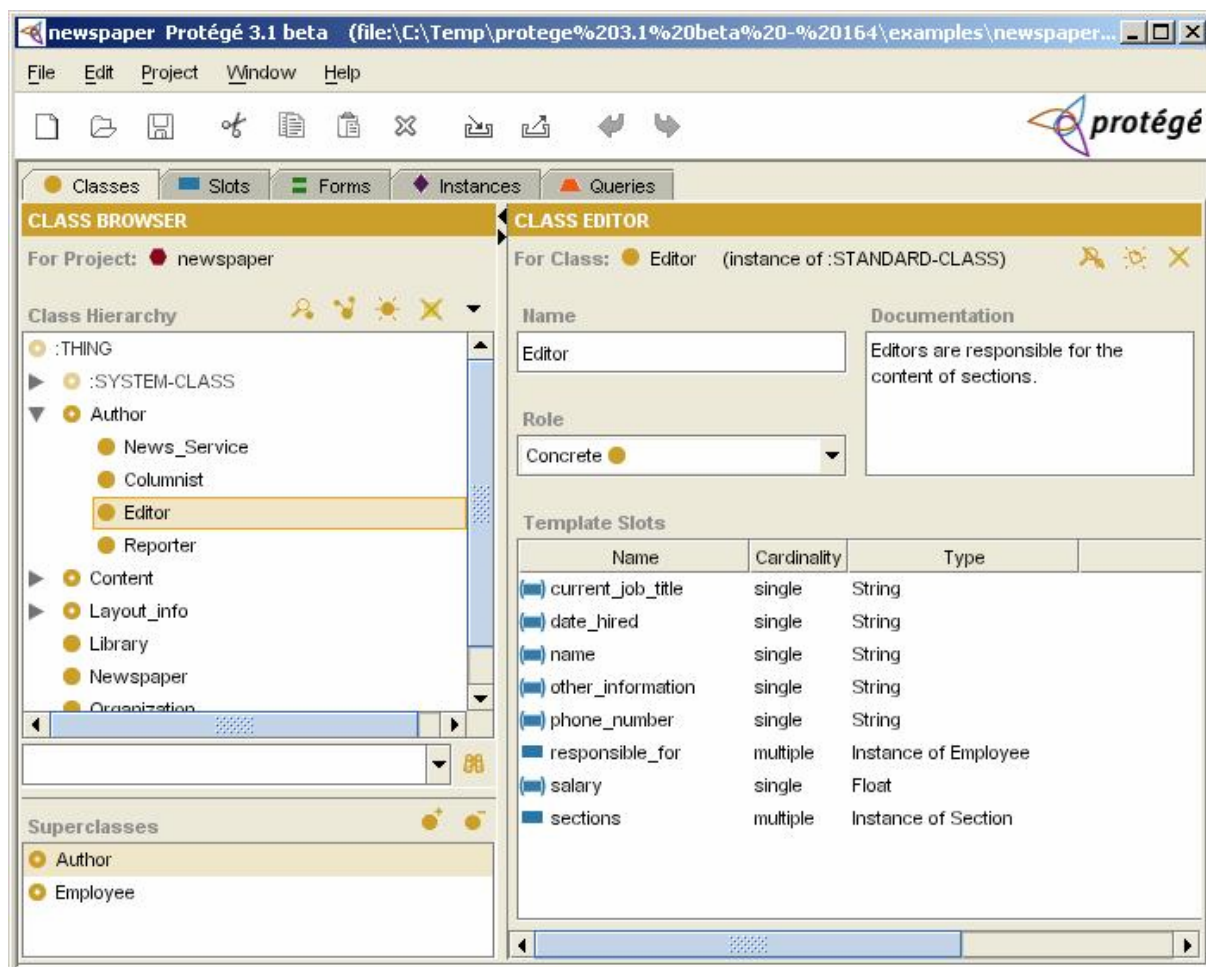 newspaper Protégé 3.1 beta (file:\C:\Temp\protege%203.1%20beta%20-%20164\examples\newspaper...
File Edit Project Window Help
protégé
Classes Slots Forms Instances Queries
CLASS BROWSER
For Project: newspaper
Class Hierarchy
:THING
:SYSTEM-CLASS
Author
News_Service
Columnist
Editor
Reporter
Content
Layout_info
Library
Newspaper
Organization
Superclasses
Author
Employee
CLASS EDITOR
For Class: Editor (instance of :STANDARD-CLASS)
Name
Editor
Documentation
Editors are responsible for the
content of sections.
Role
Concrete
Template Slots
Name Cardinality Type
current_job_title single String
date_hired single String
name single String
other_information single String
phone_number single String
responsible_for multiple Instance of Employee
salary single Float
sections multiple Instance of Section